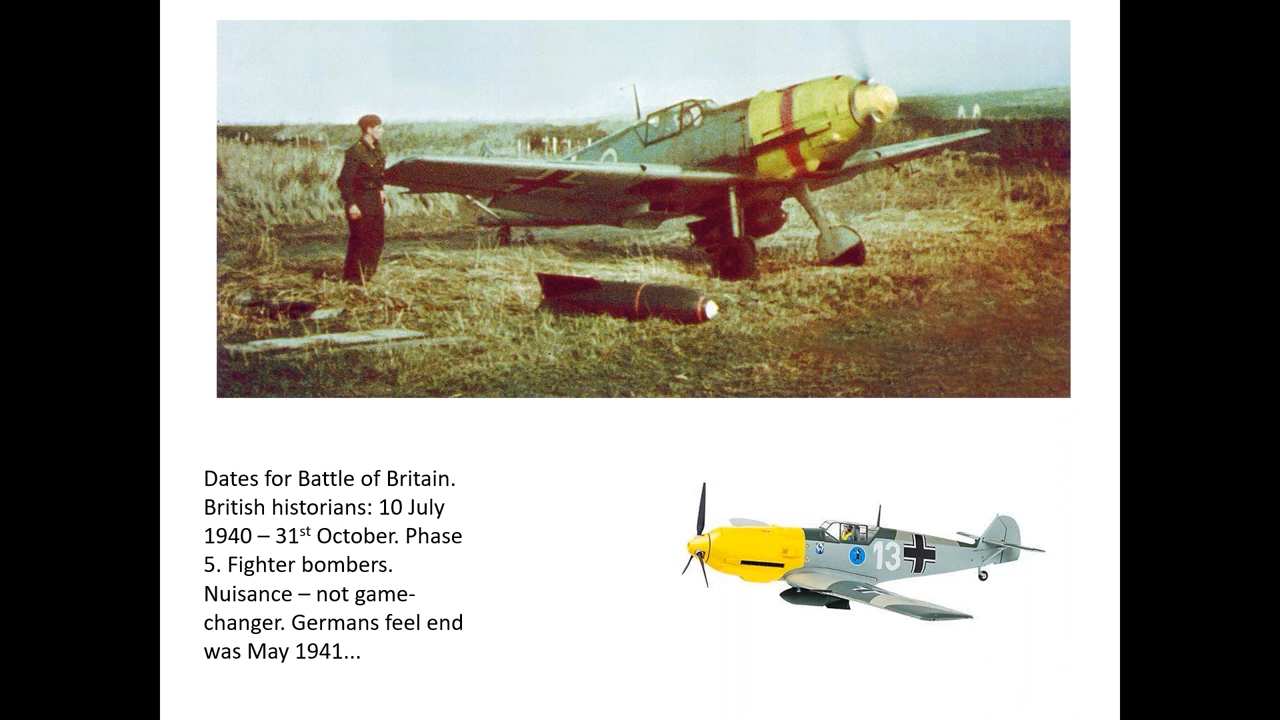 Dates for Battle of Britain.
British historians: 10 July
1940 – 31st October. Phase
5. Fighter bombers.
Nuisance – not game-
changer. Germans feel end
was May 1941...
13